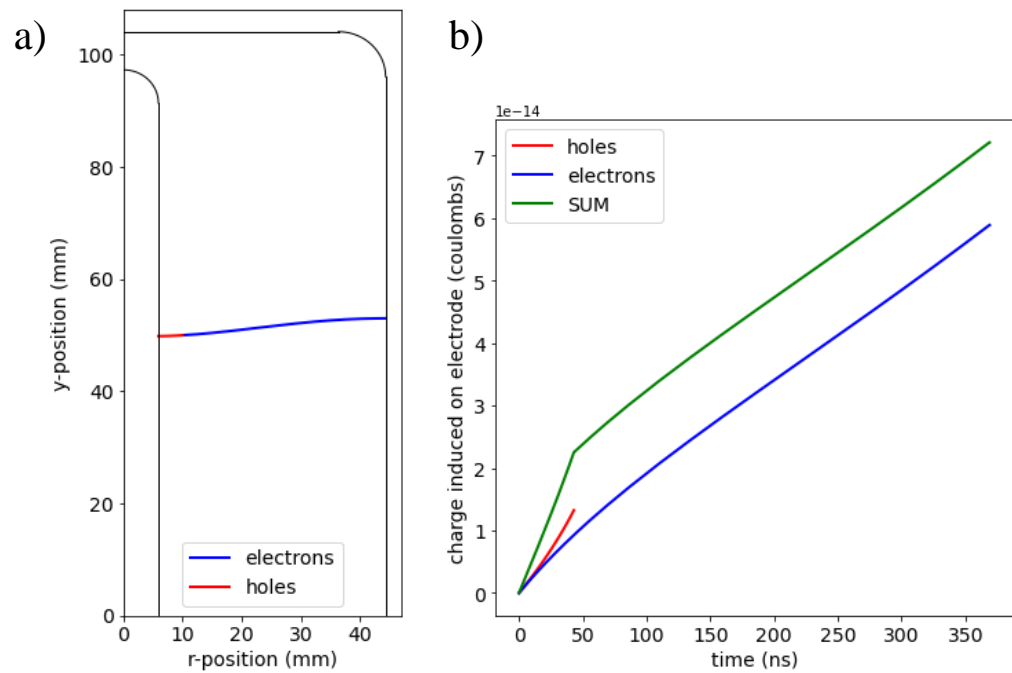 a)
100
80
60
40
20
0
y-position (mm)
electrons
holes
0 10 20 30 40
r-position (mm)
b)
1e−14
holes
electrons
SUM
7
6
5
4
3
2
1
0
charge induced on electrode (coulombs)
0 50 100 150 200 250 300 350
time (ns)